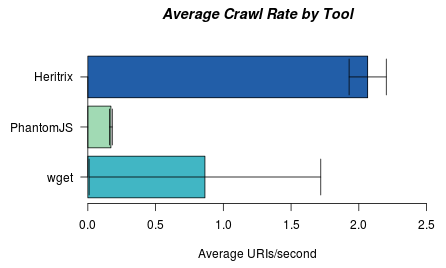 Average Crawl Rate by Tool
Heritrix
PhantomJS
wget
0.0 0.5 1.0 1.5 2.0 2.5
Average URIs/second